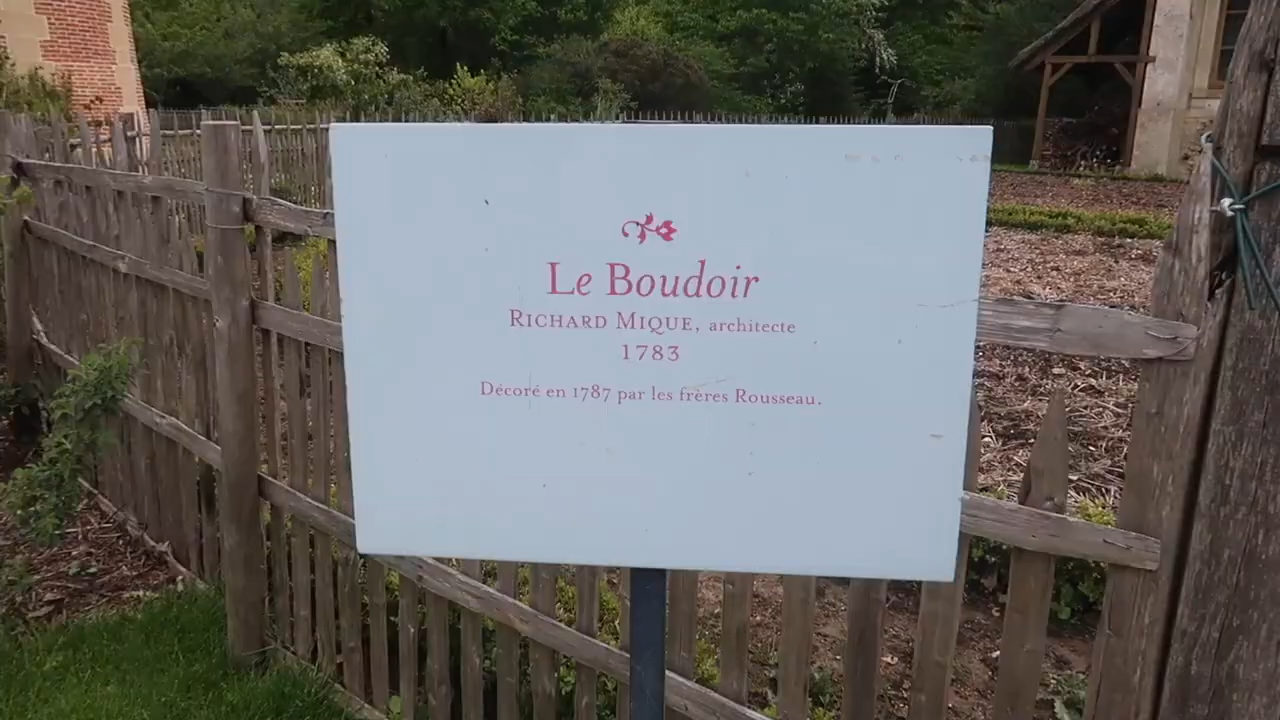 Le Boudoir
RICHARD MIQUE, architecte
1783
Décoré en 1787 par les frères Rousseau.